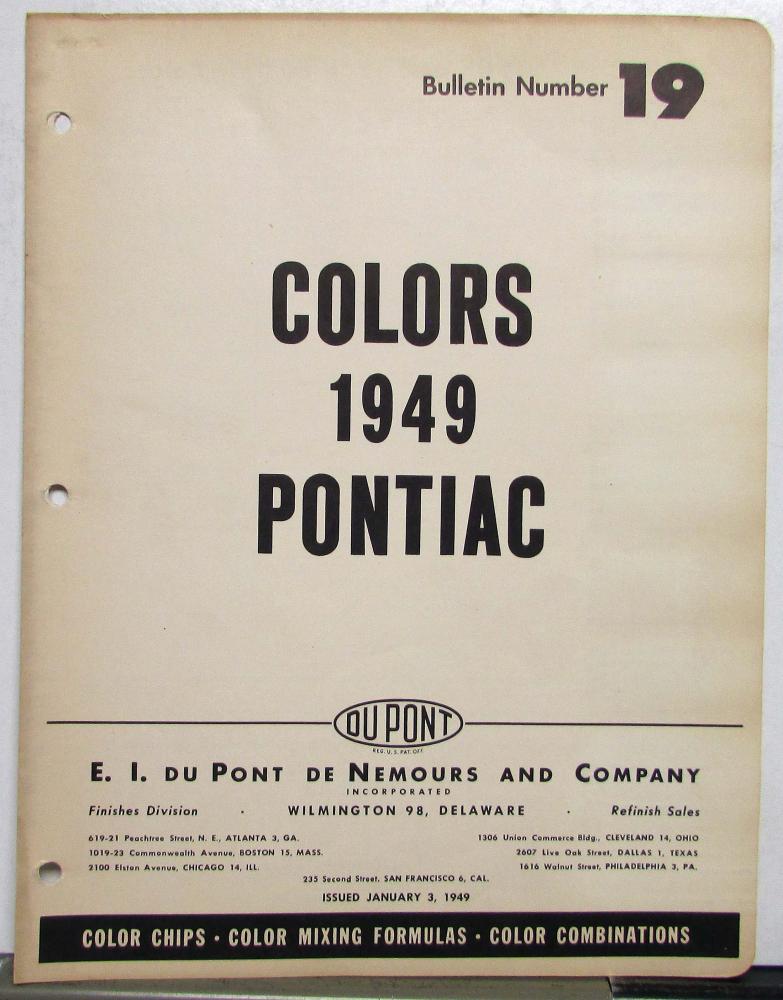 Bulletin Number 19
COLORS
1949
PONTIAC
DU PONT
REG. U. S. PAT. OFF.
E. I. DU PONT DE NEMOURS AND COMPANY
INCORPORATED
Finishes Division · WILMINGTON 98, DELAWARE · Refinish Sales
619-21 Peachtree Street, N. E., ATLANTA 3, GA. 1306 Union Commerce Bldg., CLEVELAND 14, OHIO
1019-23 Commonwealth Avenue, BOSTON 15, MASS. 2607 Live Oak Street, DALLAS 1, TEXAS
2100 Elston Avenue, CHICAGO 14, ILL. 1616 Walnut Street, PHILADELPHIA 3, PA.
235 Second Street, SAN FRANCISCO 6, CAL.
ISSUED JANUARY 3, 1949
COLOR CHIPS · COLOR MIXING FORMULAS · COLOR COMBINATIONS